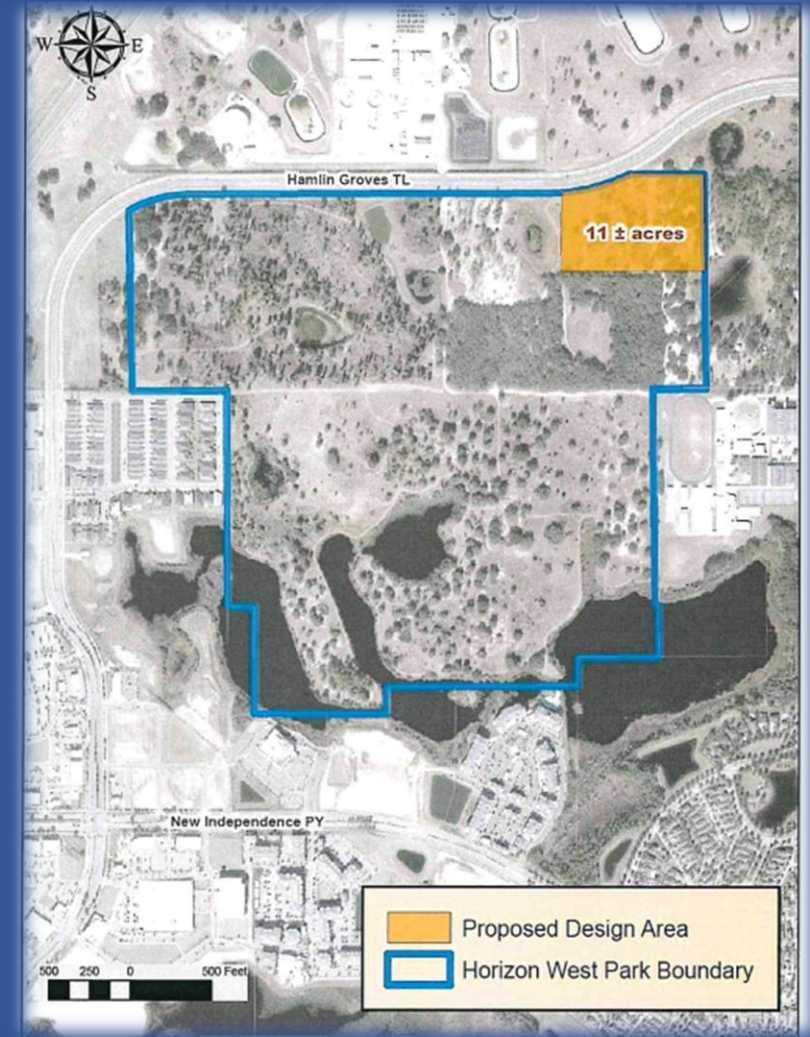 W E
S
Hamlin Groves TL
11 ± acres
New Independence PY
Proposed Design Area
Horizon West Park Boundary
500 250 0 500 Feet